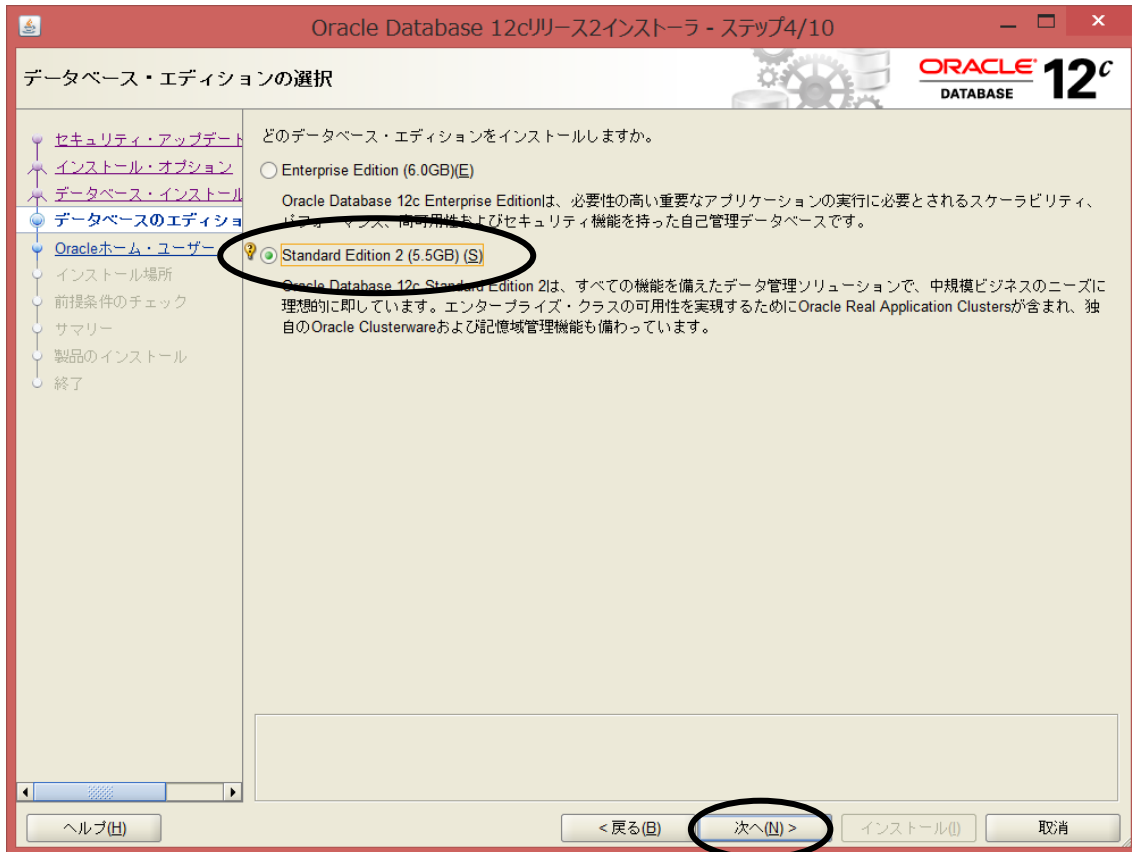 Oracle Database 12cリリース2インストーラ - ステップ4/10
データベース・エディションの選択
ORACLE
DATABASE
12c
セキュリティ・アップデート
インストール・オプション
データベース・インストール
データベースのエディショ
Oracleホーム・ユーザー
インストール場所
前提条件のチェック
サマリー
製品のインストール
終了
どのデータベース・エディションをインストールしますか。
Enterprise Edition (6.0GB)(E)
Oracle Database 12c Enterprise Editionは、必要性の高い重要なアプリケーションの実行に必要とされるスケーラビリティ、
パフォーマンス、高可用性およびセキュリティ機能を持った自己管理データベースです。
Standard Edition 2 (5.5GB) (S)
Oracle Database 12c Standard Edition 2は、すべての機能を備えたデータ管理ソリューションで、中規模ビジネスのニーズに
理想的に即しています。エンタープライズ・クラスの可用性を実現するためにOracle Real Application Clustersが含まれ、独
自のOracle Clusterwareおよび記憶域管理機能も備わっています。
ヘルプ(H)
< 戻る(B)
次へ(N) >
インストール(I)
取消